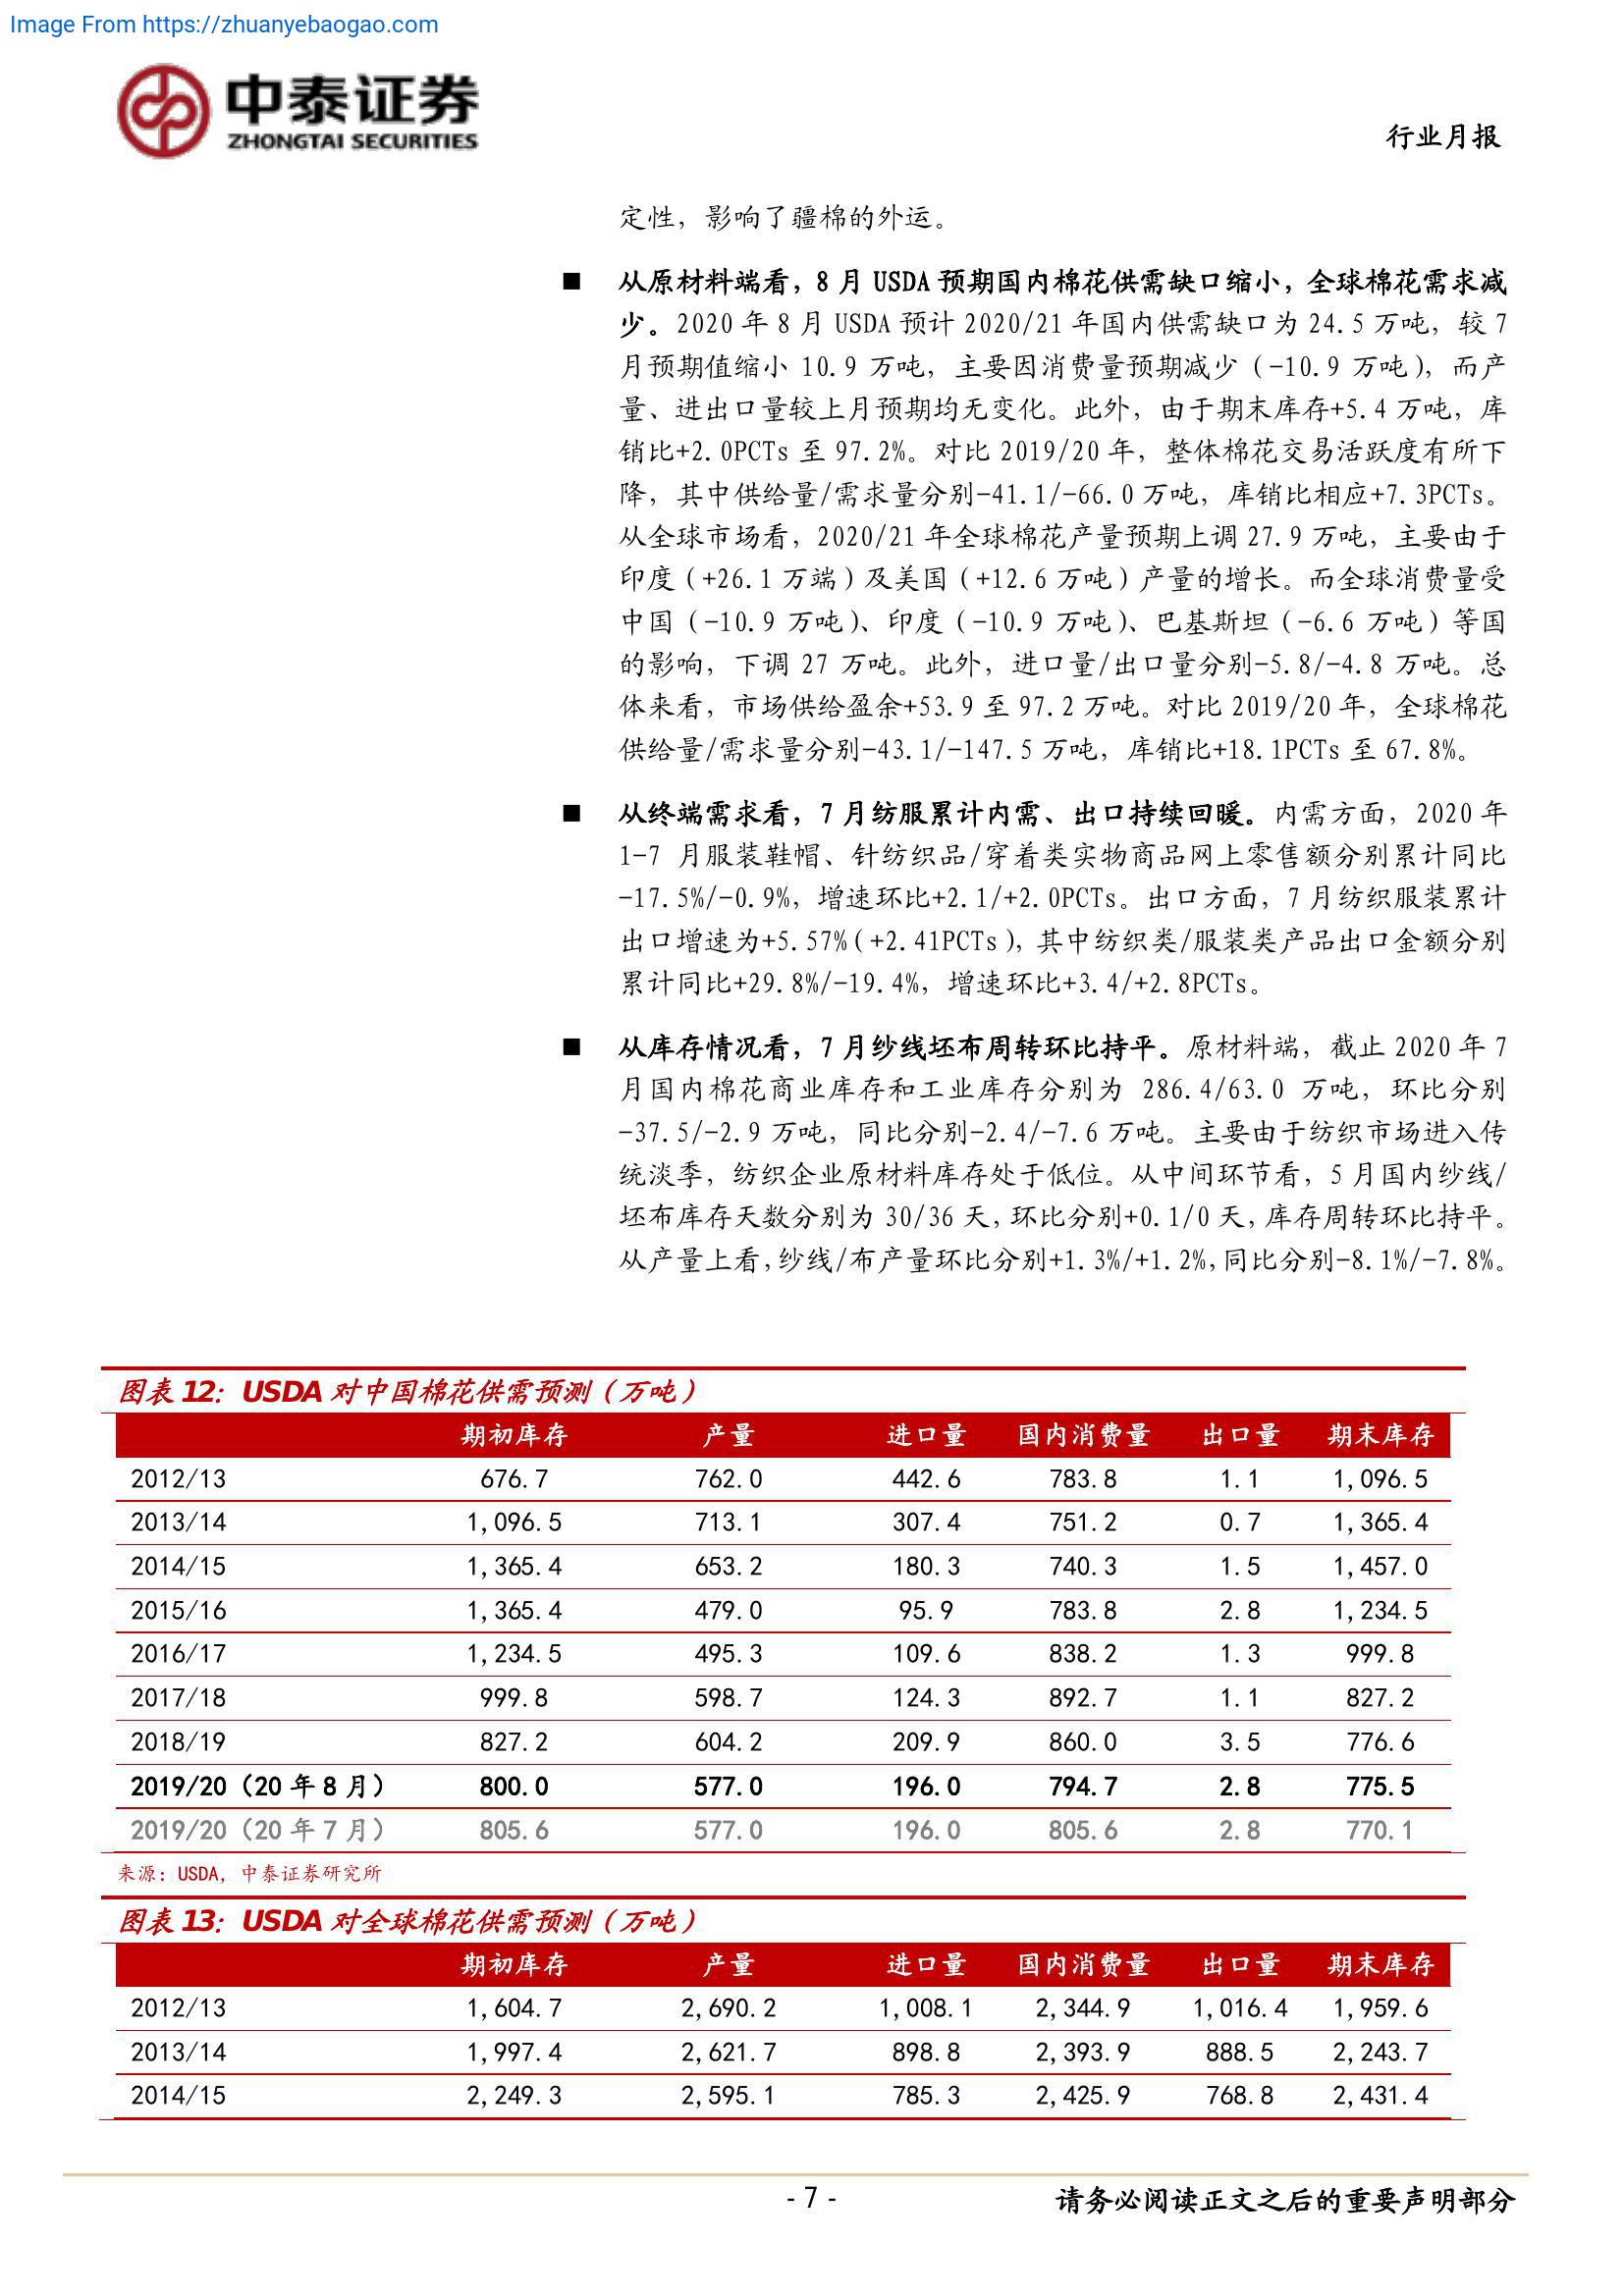 Image From https://zhuanyebaogao.com
中泰证券
ZHONGTAI SECURITIES
行业月报
定性，影响了疆棉的外运。
■ 从原材料端看，8 月 USDA 预期国内棉花供需缺口缩小，全球棉花需求减
少。2020 年 8 月 USDA 预计 2020/21 年国内供需缺口为 24.5 万吨，较 7
月预期值缩小 10.9 万吨，主要因消费量预期减少（-10.9 万吨），而产
量、进出口量较上月预期均无变化。此外，由于期末库存+5.4 万吨，库
销比+2.0PCTs 至 97.2%。对比 2019/20 年，整体棉花交易活跃度有所下
降，其中供给量/需求量分别-41.1/-66.0 万吨，库销比相应+7.3PCTs。
从全球市场看，2020/21 年全球棉花产量预期上调 27.9 万吨，主要由于
印度（+26.1 万端）及美国（+12.6 万吨）产量的增长。而全球消费量受
中国（-10.9 万吨）、印度（-10.9 万吨）、巴基斯坦（-6.6 万吨）等国
的影响，下调 27 万吨。此外，进口量/出口量分别-5.8/-4.8 万吨。总
体来看，市场供给盈余+53.9 至 97.2 万吨。对比 2019/20 年，全球棉花
供给量/需求量分别-43.1/-147.5 万吨，库销比+18.1PCTs 至 67.8%。
■ 从终端需求看，7 月纺服累计内需、出口持续回暖。内需方面，2020 年
1-7 月服装鞋帽、针纺织品/穿着类实物商品网上零售额分别累计同比
-17.5%/-0.9%，增速环比+2.1/+2.0PCTs。出口方面，7 月纺织服装累计
出口增速为+5.57%（+2.41PCTs），其中纺织类/服装类产品出口金额分别
累计同比+29.8%/-19.4%，增速环比+3.4/+2.8PCTs。
■ 从库存情况看，7 月纱线坯布周转环比持平。原材料端，截止 2020 年 7
月国内棉花商业库存和工业库存分别为 286.4/63.0 万吨，环比分别
-37.5/-2.9 万吨，同比分别-2.4/-7.6 万吨。主要由于纺织市场进入传
统淡季，纺织企业原材料库存处于低位。从中间环节看，5 月国内纱线/
坯布库存天数分别为 30/36 天，环比分别+0.1/0 天，库存周转环比持平。
从产量上看，纱线/布产量环比分别+1.3%/+1.2%，同比分别-8.1%/-7.8%。
图表 12：USDA 对中国棉花供需预测（万吨）
期初库存 产量 进口量 国内消费量 出口量 期末库存
2012/13 676.7 762.0 442.6 783.8 1.1 1,096.5
2013/14 1,096.5 713.1 307.4 751.2 0.7 1,365.4
2014/15 1,365.4 653.2 180.3 740.3 1.5 1,457.0
2015/16 1,365.4 479.0 95.9 783.8 2.8 1,234.5
2016/17 1,234.5 495.3 109.6 838.2 1.3 999.8
2017/18 999.8 598.7 124.3 892.7 1.1 827.2
2018/19 827.2 604.2 209.9 860.0 3.5 776.6
2019/20（20 年 8 月） 800.0 577.0 196.0 794.7 2.8 775.5
2019/20（20 年 7 月） 805.6 577.0 196.0 805.6 2.8 770.1
来源：USDA，中泰证券研究所
图表 13：USDA 对全球棉花供需预测（万吨）
期初库存 产量 进口量 国内消费量 出口量 期末库存
2012/13 1,604.7 2,690.2 1,008.1 2,344.9 1,016.4 1,959.6
2013/14 1,997.4 2,621.7 898.8 2,393.9 888.5 2,243.7
2014/15 2,249.3 2,595.1 785.3 2,425.9 768.8 2,431.4
- 7 -
请务必阅读正文之后的重要声明部分